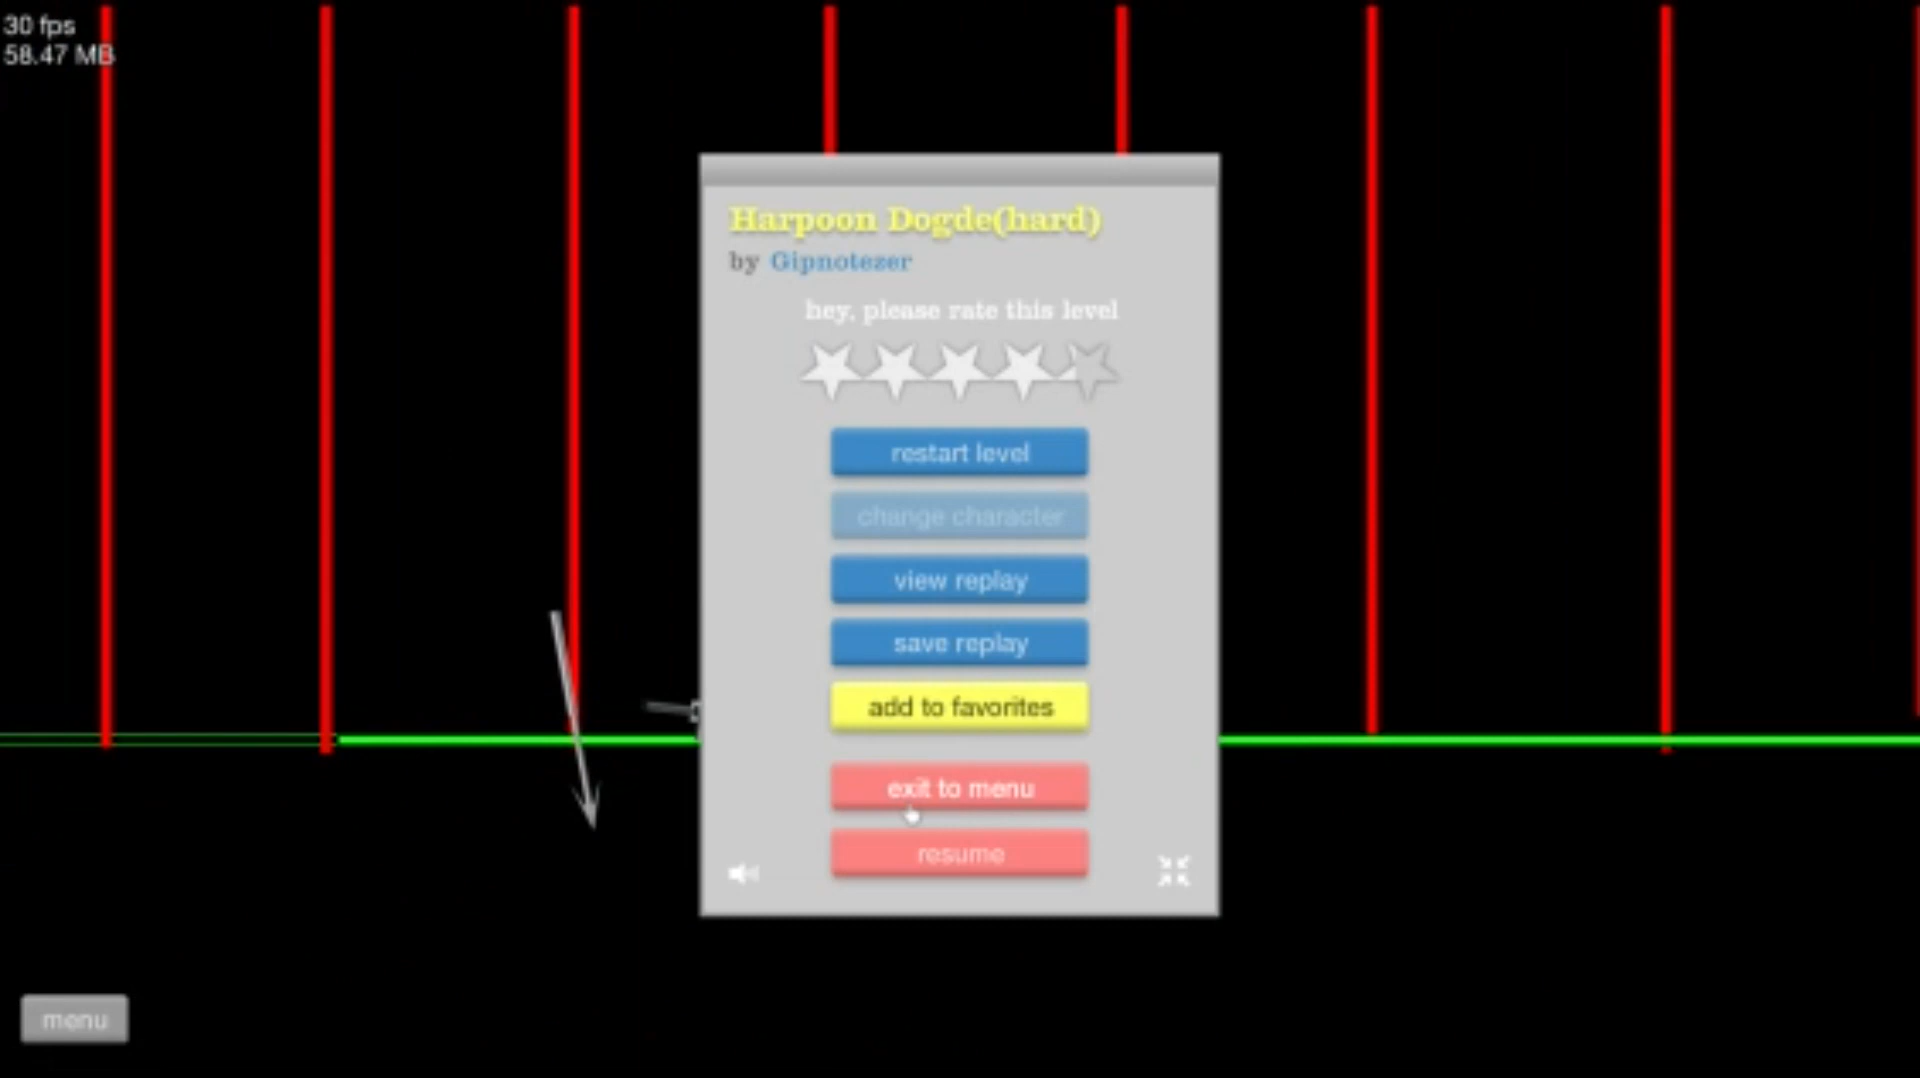 30 fps
58.47 MB
Harpoon Dogde(hard)
by Gipnotezer
hey, please rate this level
restart level
change character
view replay
save replay
add to favorites
exit to menu
resume
menu